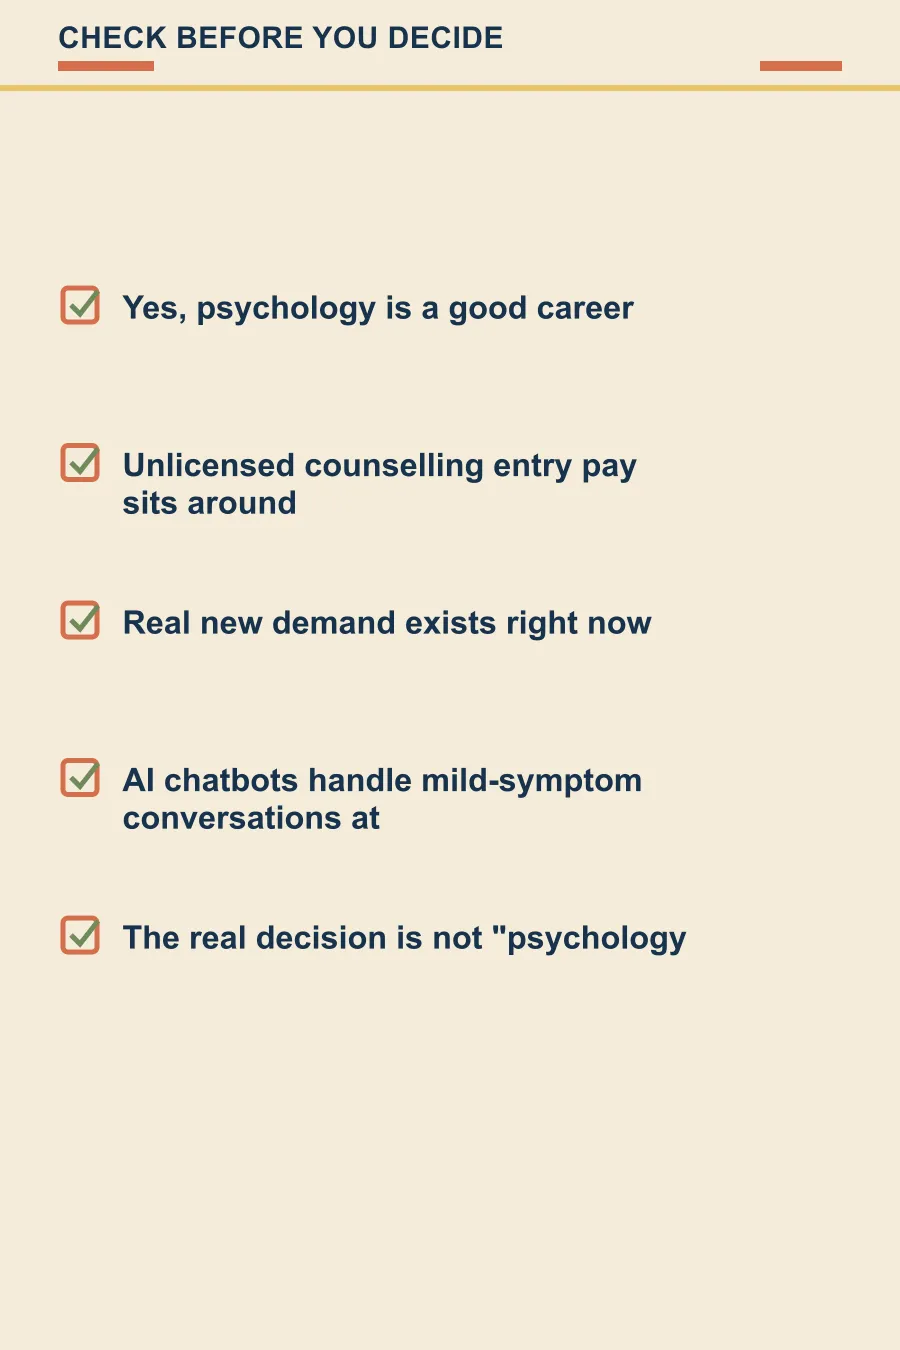 CHECK BEFORE YOU DECIDE
Yes, psychology is a good career
Unlicensed counselling entry pay
sits around
Real new demand exists right now
AI chatbots handle mild-symptom
conversations at
The real decision is not "psychology